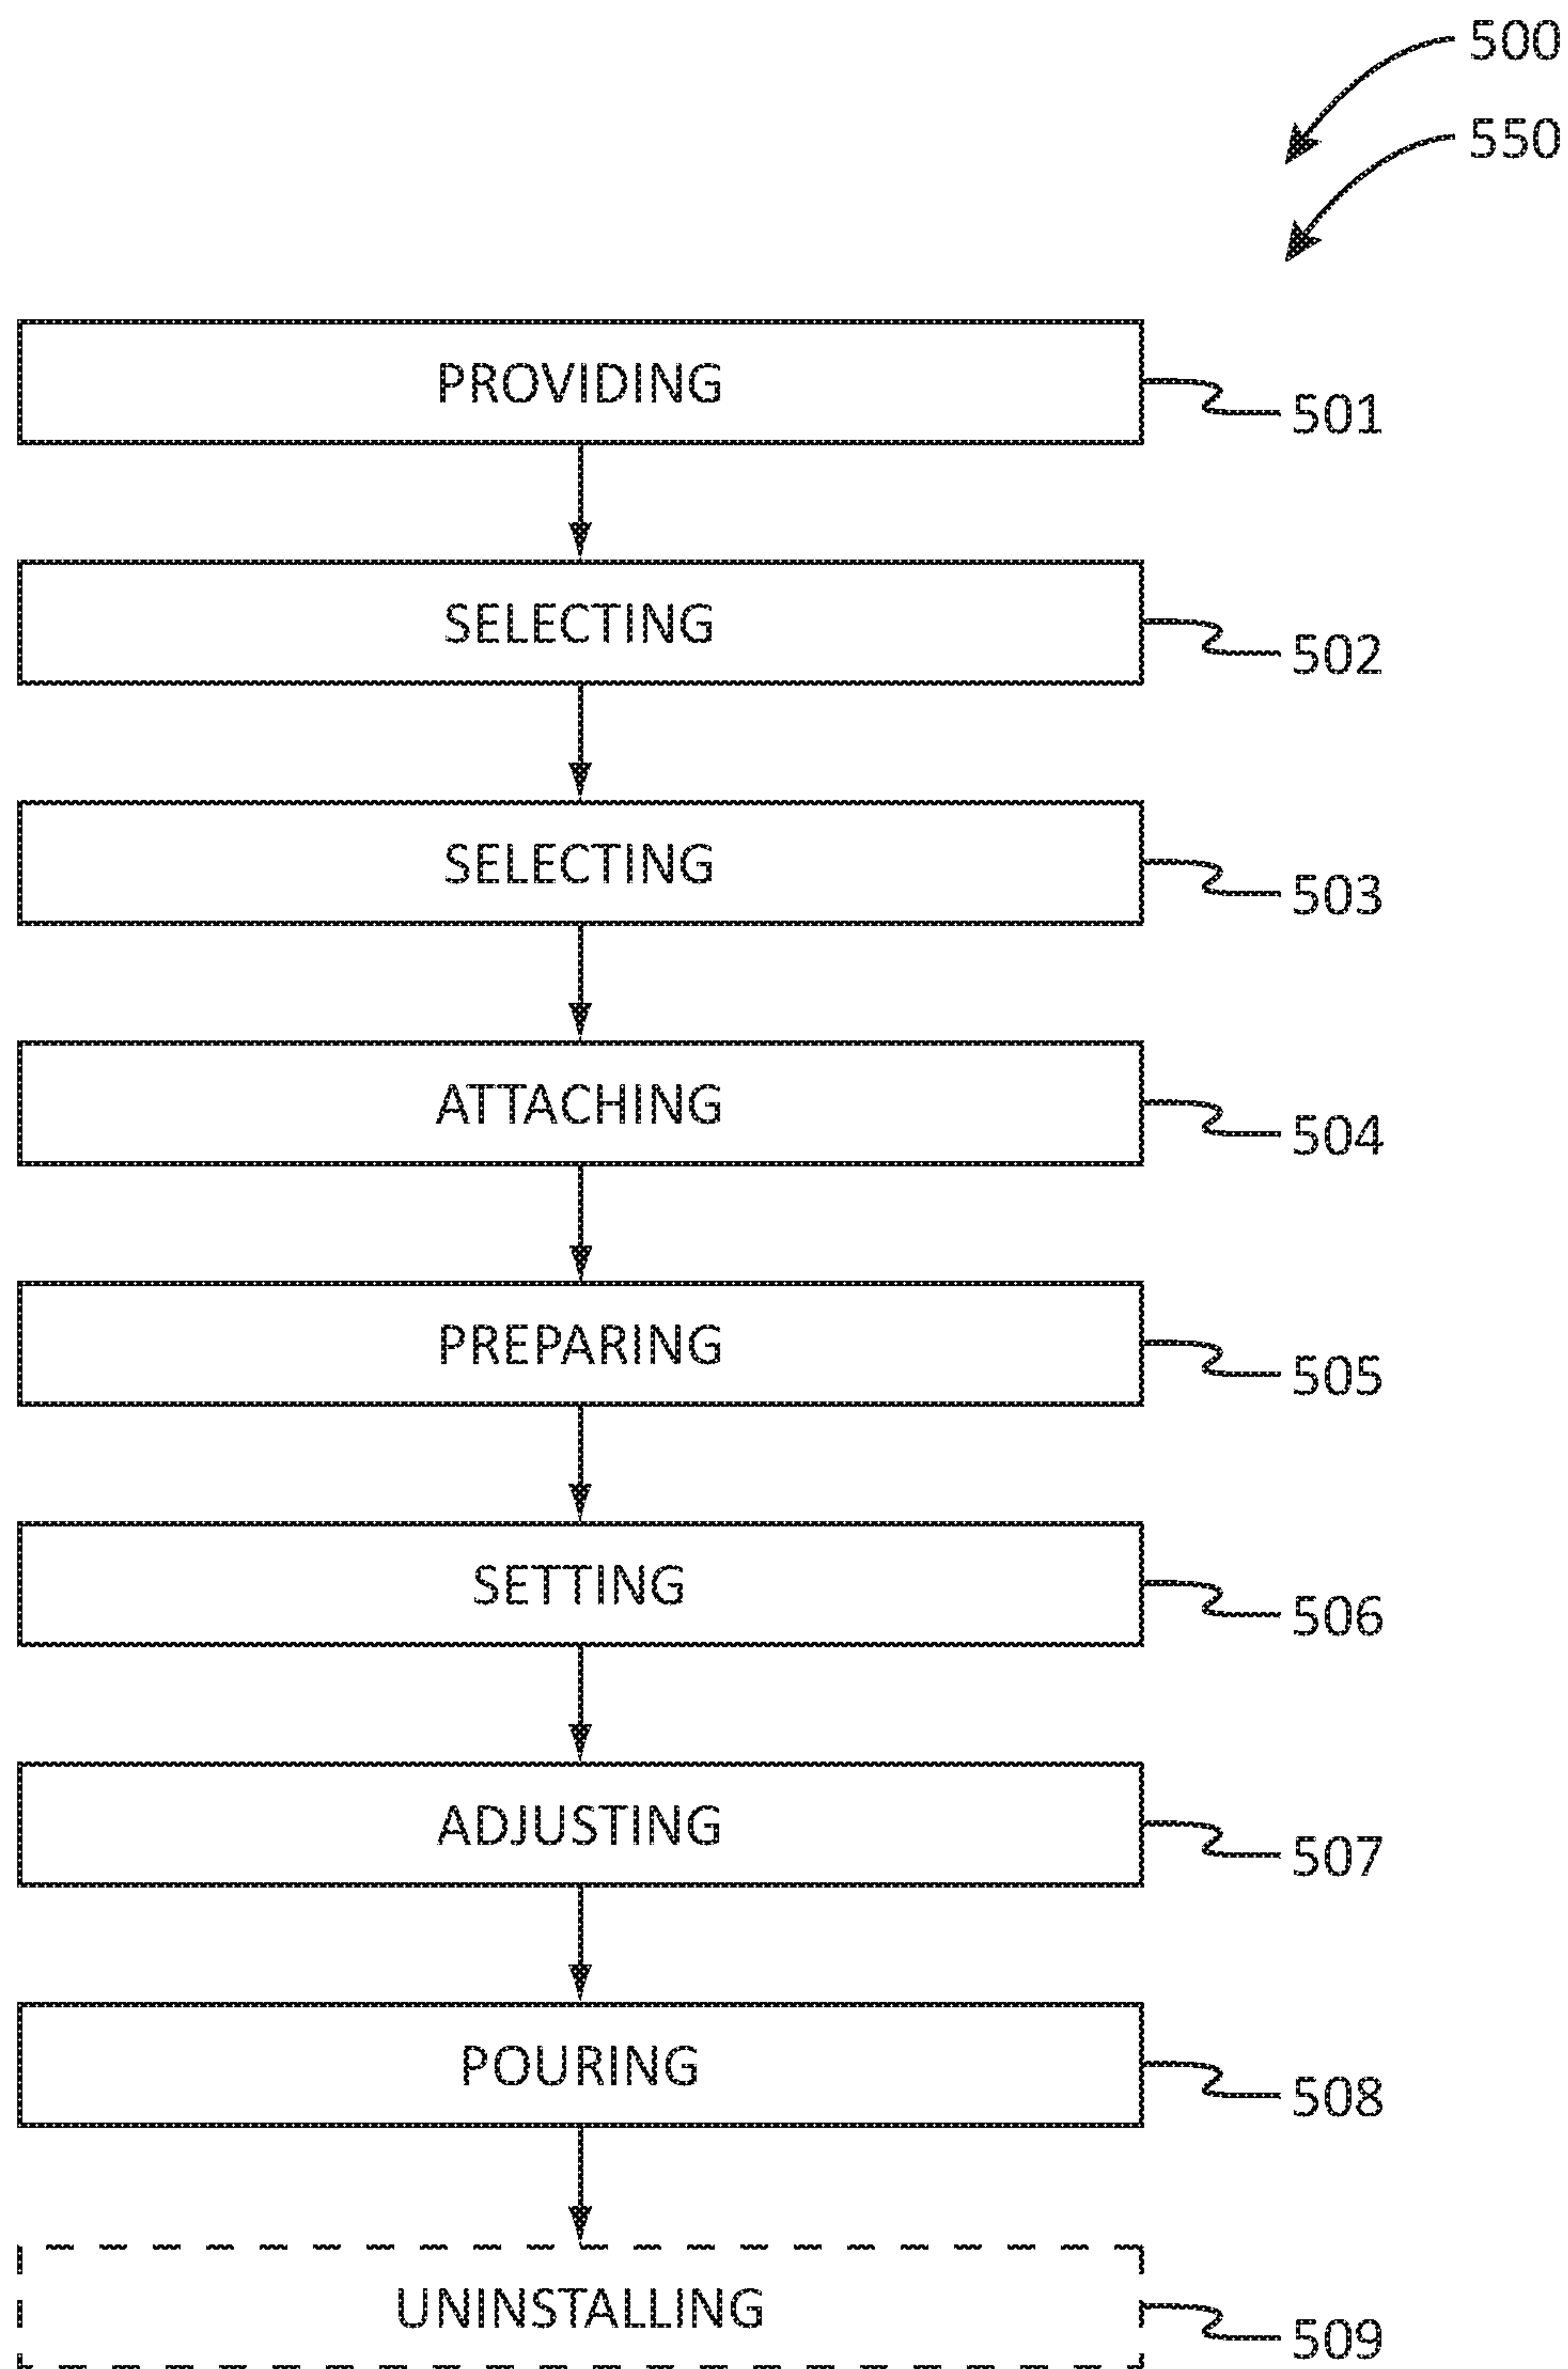 500
550
PROVIDING
501
SELECTING
502
SELECTING
503
ATTACHING
504
PREPARING
505
SETTING
506
ADJUSTING
507
POURING
508
UNINSTALLING
509